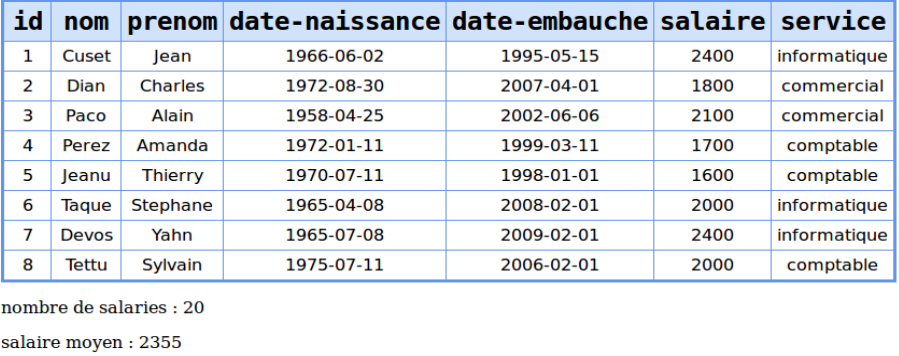 id nom prenom date-naissance date-embauche salaire service
1 Cuset Jean 1966-06-02 1995-05-15 2400 informatique
2 Dian Charles 1972-08-30 2007-04-01 1800 commercial
3 Paco Alain 1958-04-25 2002-06-06 2100 commercial
4 Perez Amanda 1972-01-11 1999-03-11 1700 comptable
5 Jeanu Thierry 1970-07-11 1998-01-01 1600 comptable
6 Taque Stephane 1965-04-08 2008-02-01 2000 informatique
7 Devos Yahn 1965-07-08 2009-02-01 2400 informatique
8 Tettu Sylvain 1975-07-11 2006-02-01 2000 comptable
nombre de salaries : 20
salaire moyen : 2355